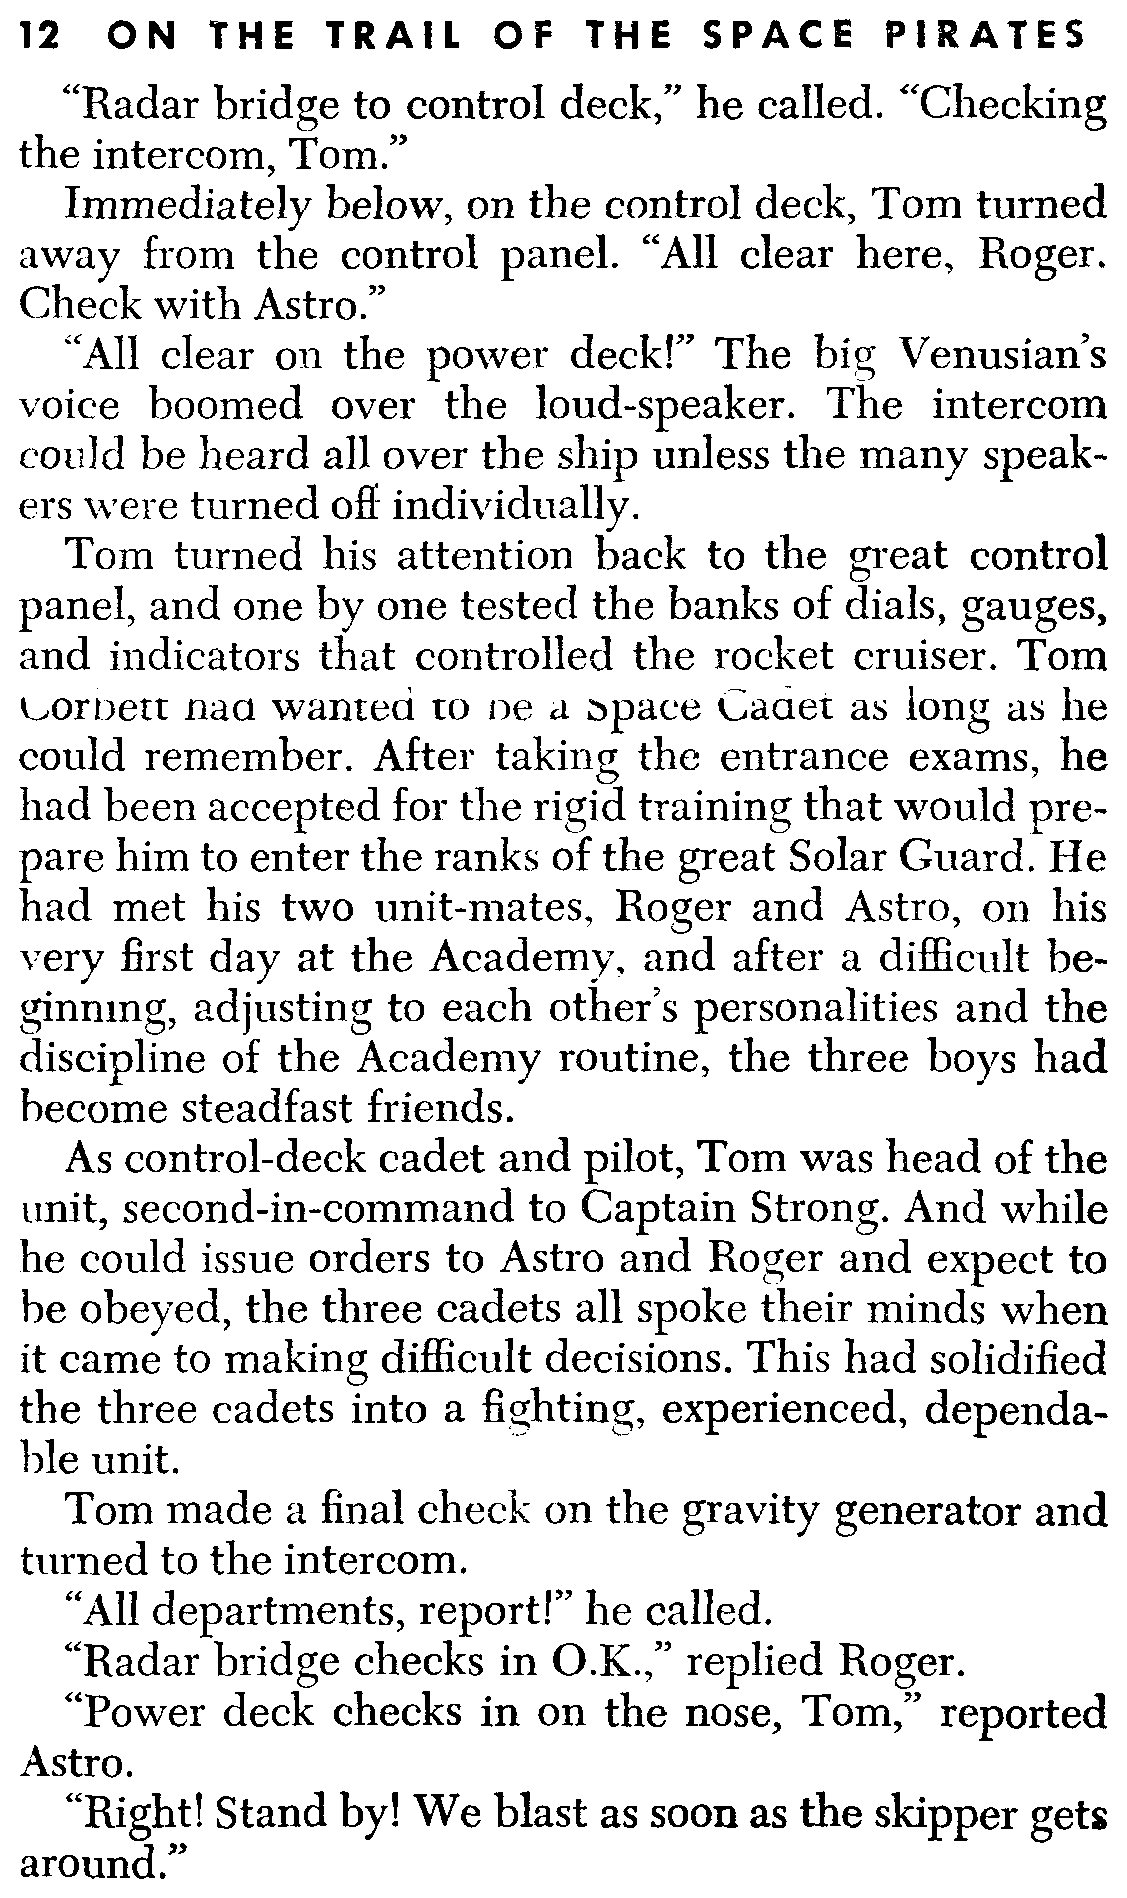 12 ON THE TRAIL OF THE SPACE PIRATES
“Radar bridge to control deck,” he called. “Checking
the intercom, Tom.”
Immediately below, on the control deck, Tom turned
away from the control panel. “All clear here, Roger.
Check with Astro.”
“All clear on the power deck!” The big Venusian’s
voice boomed over the loud-speaker. The intercom
could be heard all over the ship unless the many speak-
ers were turned off individually.
Tom turned his attention back to the great control
panel, and one by one tested the banks of dials, gauges,
and indicators that controlled the rocket cruiser. Tom
Corbett had wanted to be a Space Cadet as long as he
could remember. After taking the entrance exams, he
had been accepted for the rigid training that would pre-
pare him to enter the ranks of the great Solar Guard. He
had met his two unit-mates, Roger and Astro, on his
very first day at the Academy, and after a difficult be-
ginning, adjusting to each other’s personalities and the
discipline of the Academy routine, the three boys had
become steadfast friends.
As control-deck cadet and pilot, Tom was head of the
unit, second-in-command to Captain Strong. And while
he could issue orders to Astro and Roger and expect to
be obeyed, the three cadets all spoke their minds when
it came to making difficult decisions. This had solidified
the three cadets into a fighting, experienced, dependa-
ble unit.
Tom made a final check on the gravity generator and
turned to the intercom.
“All departments, report!” he called.
“Radar bridge checks in O.K.,” replied Roger.
“Power deck checks in on the nose, Tom,” reported
Astro.
“Right! Stand by! We blast as soon as the skipper gets
around.”